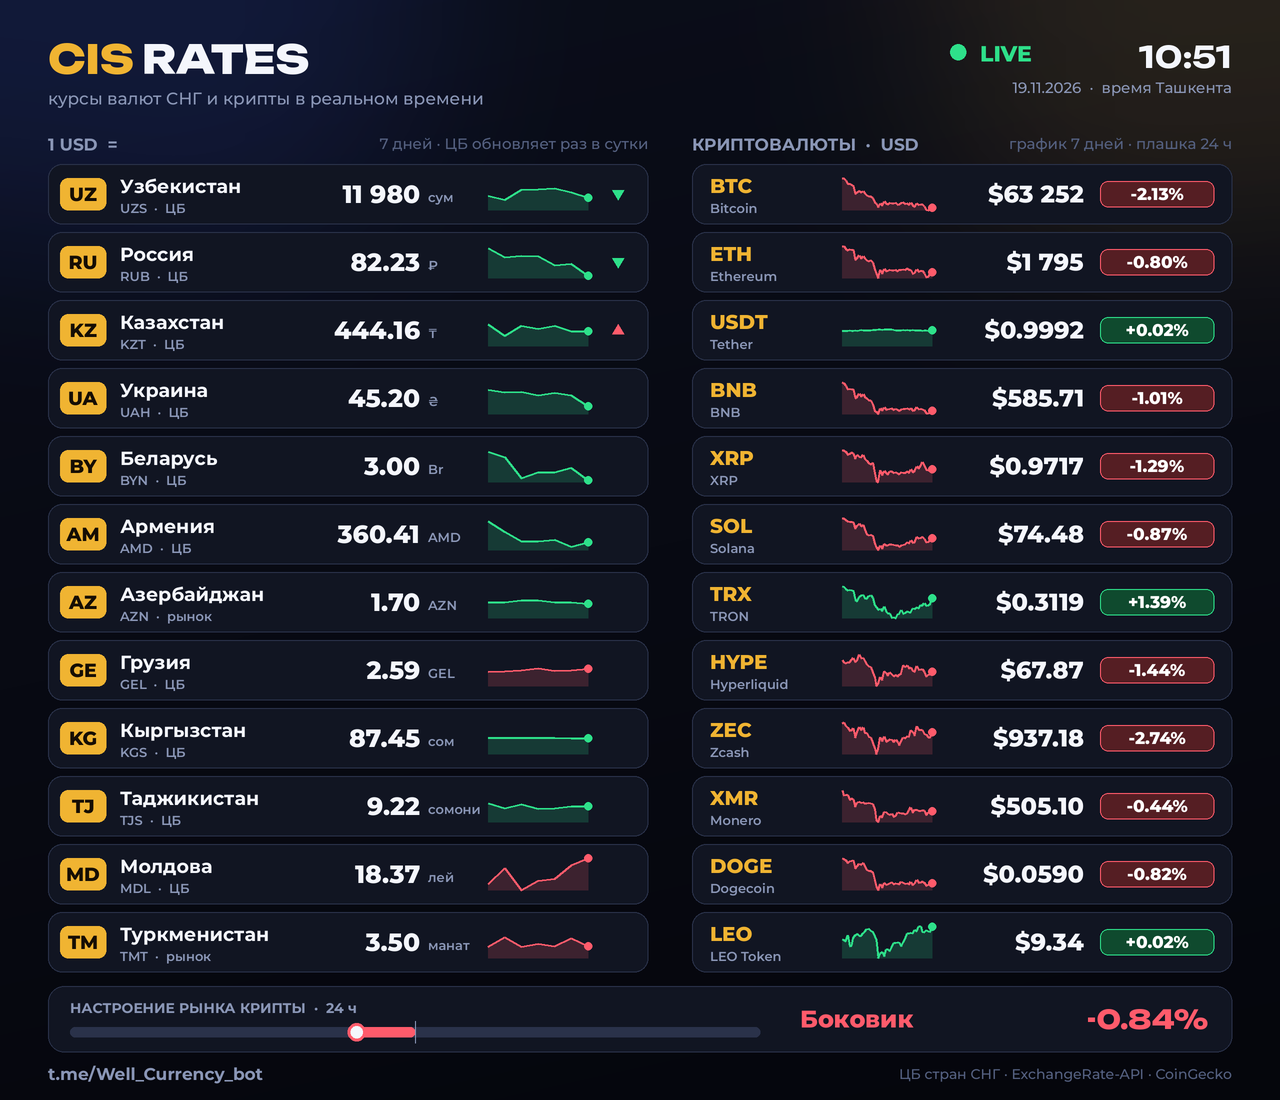 CIS RATES
LIVE
10:51
курсы валют СНГ и крипты в реальном времени
19.11.2026 · время Ташкента
1 USD =
7 дней · ЦБ обновляет раз в сутки
UZ Узбекистан 11 980 сум
UZS · ЦБ
RU Россия 82.23 ₽
RUB · ЦБ
KZ Казахстан 444.16 ₸
KZT · ЦБ
UA Украина 45.20 ₴
UAH · ЦБ
BY Беларусь 3.00 Br
BYN · ЦБ
AM Армения 360.41 AMD
AMD · ЦБ
AZ Азербайджан 1.70 AZN
AZN · рынок
GE Грузия 2.59 GEL
GEL · ЦБ
KG Кыргызстан 87.45 сом
KGS · ЦБ
TJ Таджикистан 9.22 сомони
TJS · ЦБ
MD Молдова 18.37 лей
MDL · ЦБ
TM Туркменистан 3.50 манат
TMT · рынок
КРИПТОВАЛЮТЫ · USD
график 7 дней · плашка 24 ч
BTC $63 252 -2.13%
Bitcoin
ETH $1 795 -0.80%
Ethereum
USDT $0.9992 +0.02%
Tether
BNB $585.71 -1.01%
BNB
XRP $0.9717 -1.29%
XRP
SOL $74.48 -0.87%
Solana
TRX $0.3119 +1.39%
TRON
HYPE $67.87 -1.44%
Hyperliquid
ZEC $937.18 -2.74%
Zcash
XMR $505.10 -0.44%
Monero
DOGE $0.0590 -0.82%
Dogecoin
LEO $9.34 +0.02%
LEO Token
НАСТРОЕНИЕ РЫНКА КРИПТЫ · 24 ч
Боковик -0.84%
t.me/Well_Currency_bot
ЦБ стран СНГ · ExchangeRate-API · CoinGecko